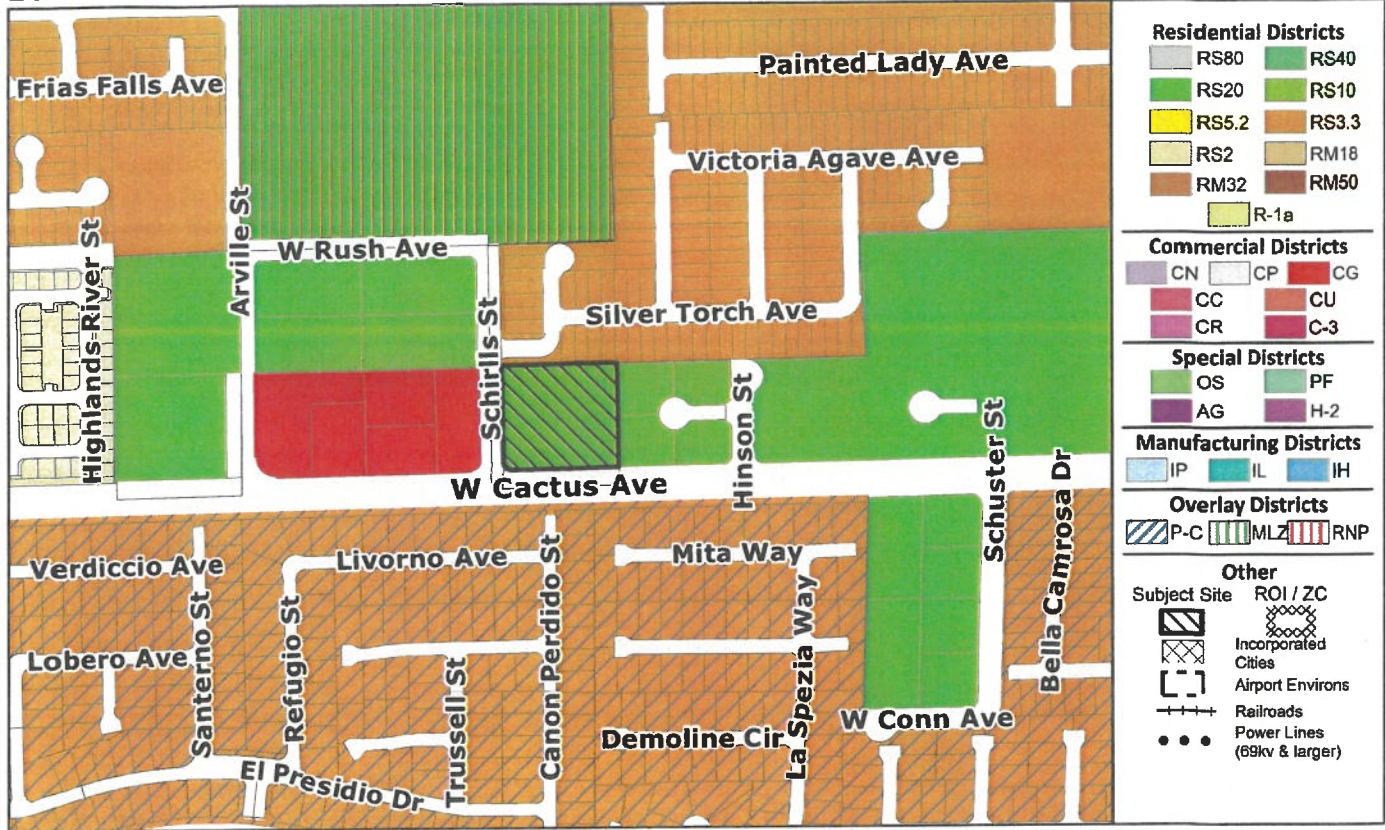 Painted Lady Ave
Frias Falls Ave
Victoria Agave Ave
Arville St
Highlands River St
W Rush Ave
Silver Torch Ave
Schirlls St
Hinson St
Schuster St
W Cactus Ave
Bella Camrosa Dr
Verdiccio Ave
Livorno Ave
Mita Way
Canon Perdido St
Santerno St
Refugio St
La Spezia Way
Lobero Ave
Trussell St
W Conn Ave
Demoline Cir
El Presidio Dr
Residential Districts
RS80 RS40
RS20 RS10
RS5.2 RS3.3
RS2 RM18
RM32 RM50
R-1a
Commercial Districts
CN CP CG
CC CU
CR C-3
Special Districts
OS PF
AG H-2
Manufacturing Districts
IP IL IH
Overlay Districts
P-C MLZ RNP
Other
Subject Site ROI / ZC
Incorporated
Cities
Airport Environs
Railroads
Power Lines
(69kv & larger)